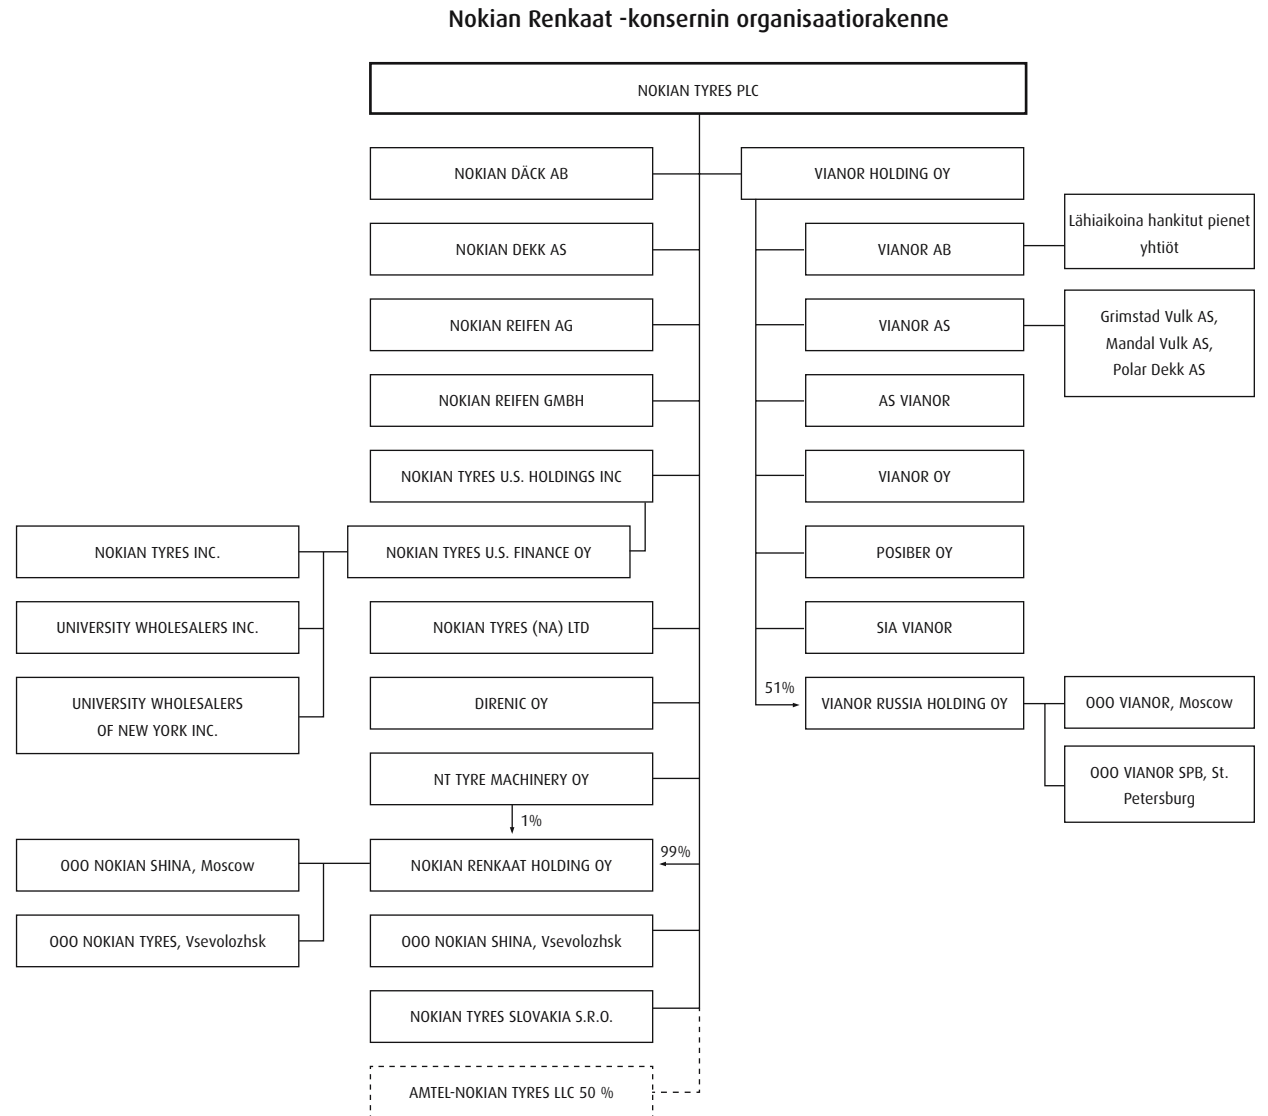 Nokian Renkaat -konsernin organisaatiorakenne
NOKIAN TYRES PLC
NOKIAN DÄCK AB
VIANOR HOLDING OY
NOKIAN DEKK AS
VIANOR AB
Lähiaikoina hankitut pienet
yhtiöt
NOKIAN REIFEN AG
VIANOR AS
Grimstad Vulk AS,
Mandal Vulk AS,
Polar Dekk AS
NOKIAN REIFEN GMBH
AS VIANOR
NOKIAN TYRES U.S. HOLDINGS INC
VIANOR OY
NOKIAN TYRES INC.
NOKIAN TYRES U.S. FINANCE OY
POSIBER OY
UNIVERSITY WHOLESALERS INC.
NOKIAN TYRES (NA) LTD
SIA VIANOR
UNIVERSITY WHOLESALERS
OF NEW YORK INC.
DIRENIC OY
51%
VIANOR RUSSIA HOLDING OY
OOO VIANOR, Moscow
NT TYRE MACHINERY OY
OOO VIANOR SPB, St.
Petersburg
1%
OOO NOKIAN SHINA, Moscow
NOKIAN RENKAAT HOLDING OY
99%
OOO NOKIAN TYRES, Vsevolozhsk
OOO NOKIAN SHINA, Vsevolozhsk
NOKIAN TYRES SLOVAKIA S.R.O.
AMTEL-NOKIAN TYRES LLC 50 %